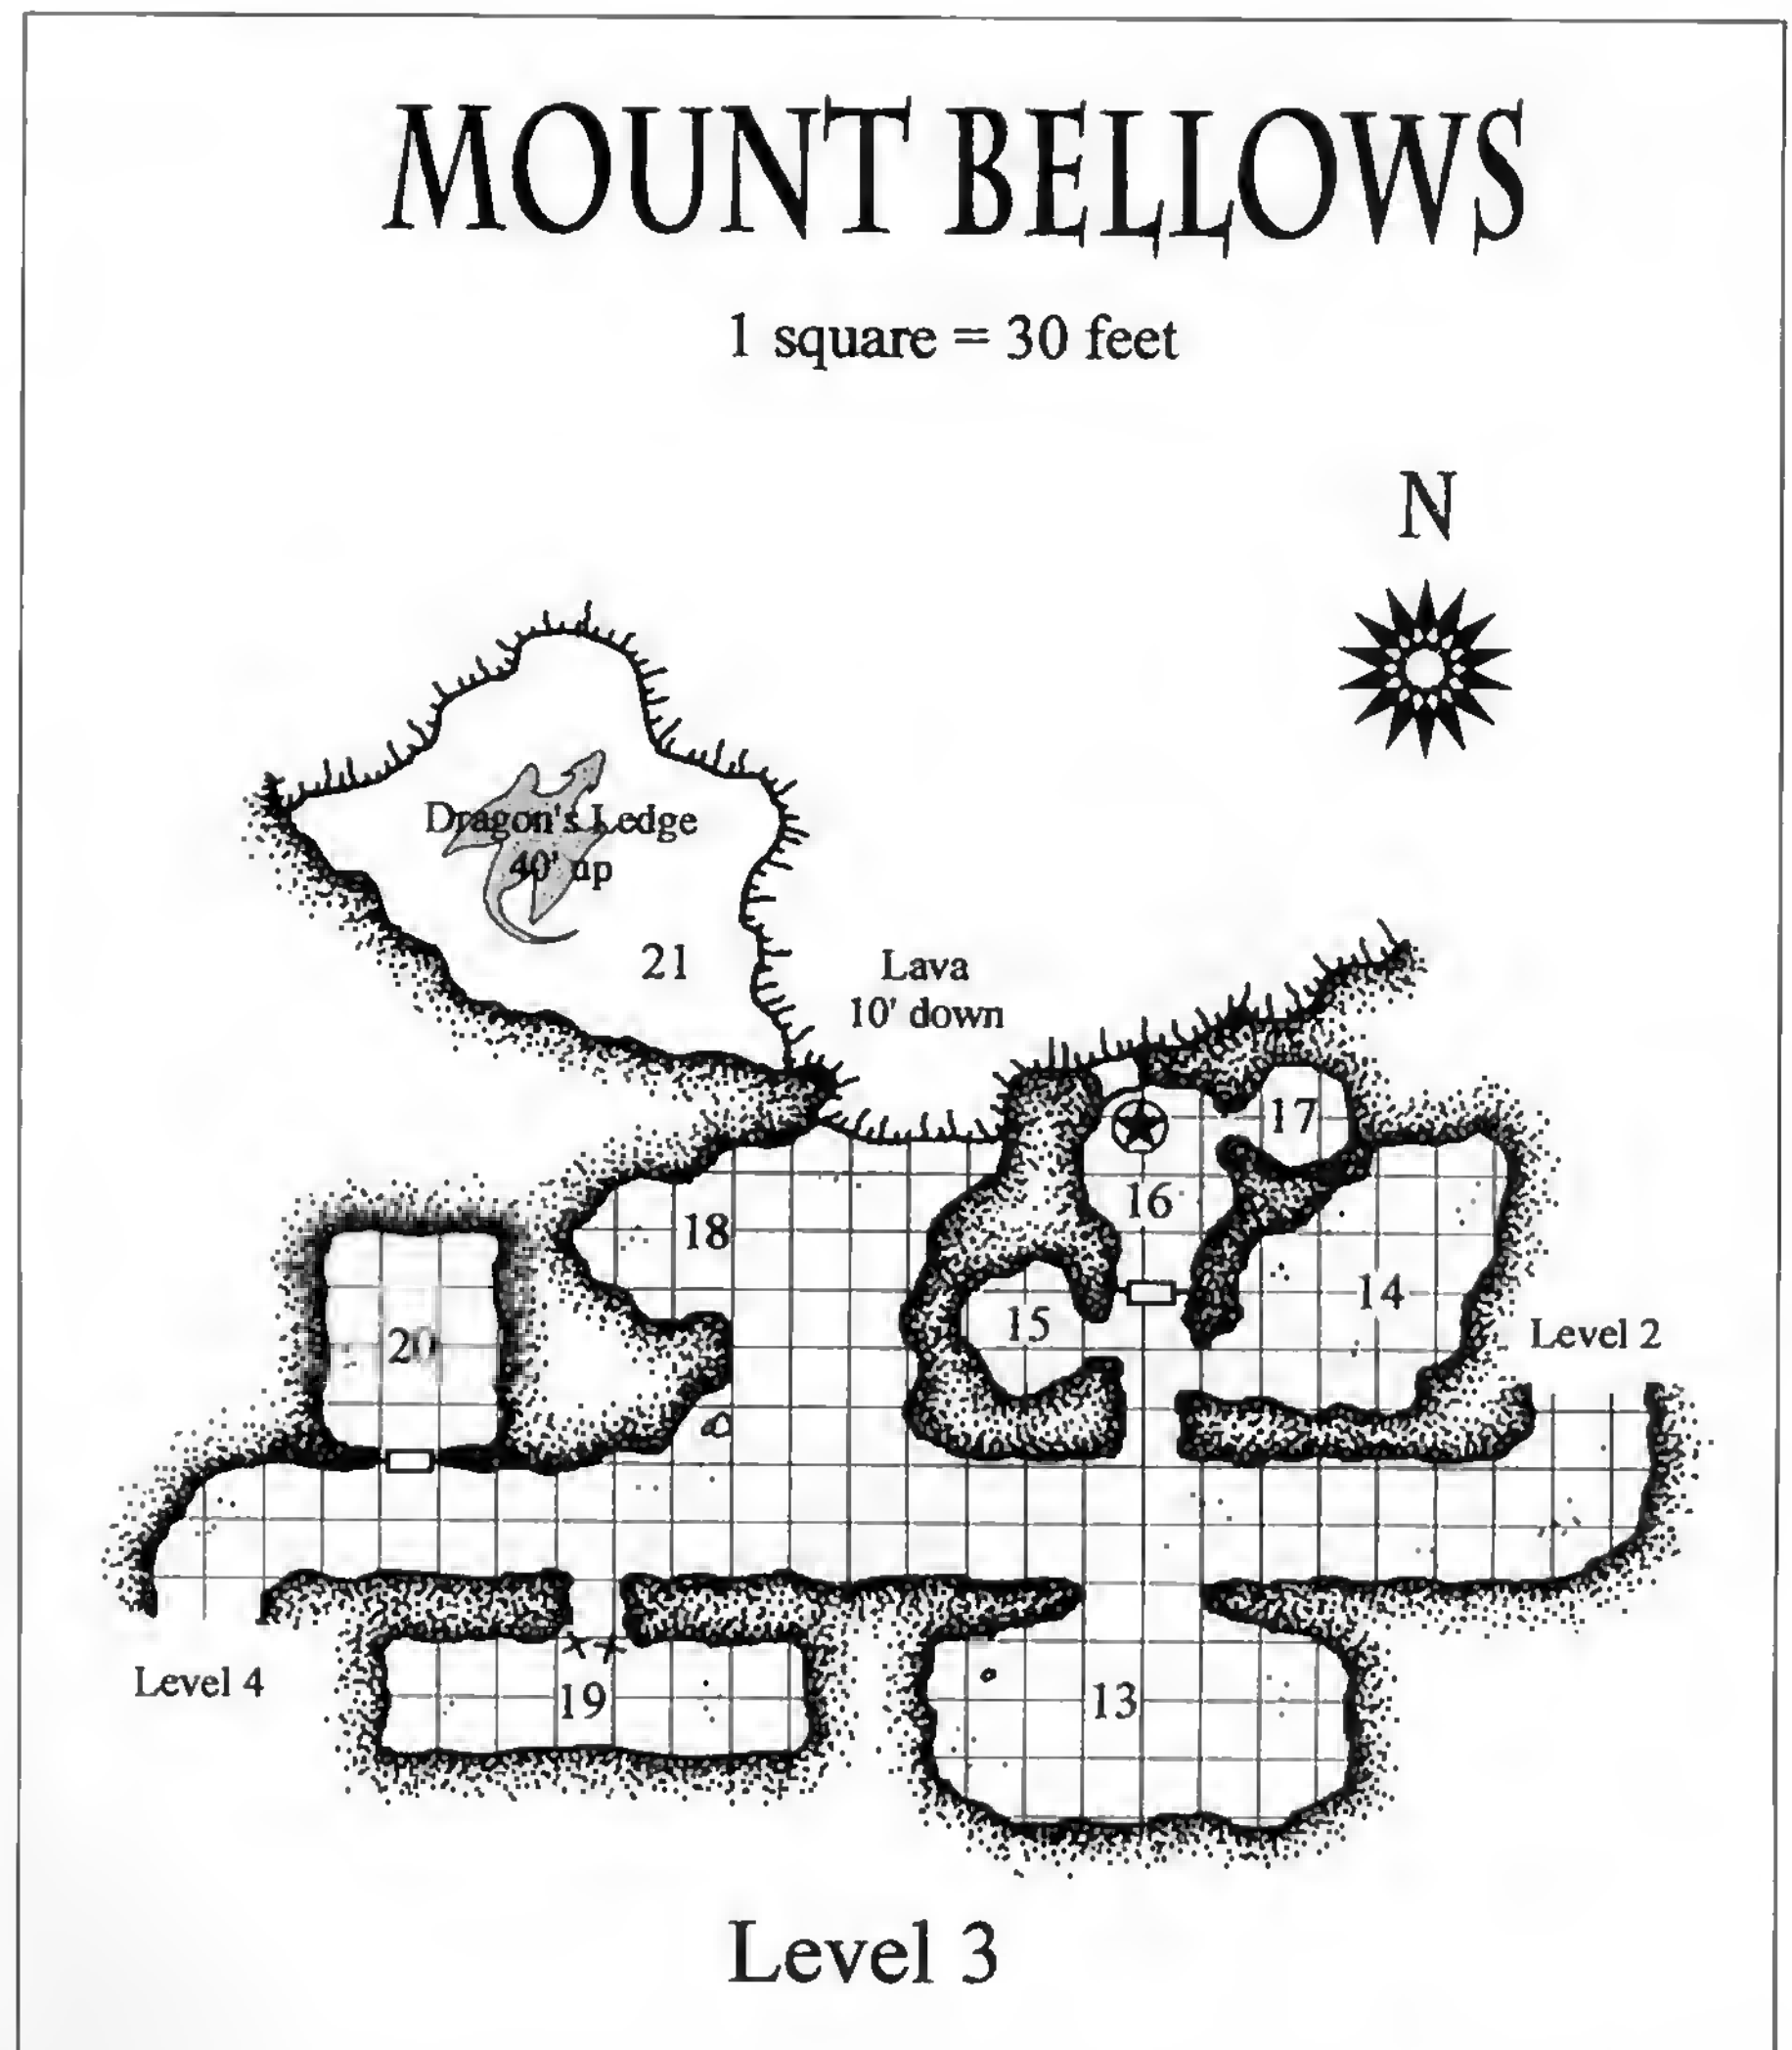 MOUNT BELLOWS
1 square = 30 feet
N
Dragon's Ledge
40' up
21
Lava
10' down
17
16
18
14
15
Level 2
20
Level 4
19
13
Level 3